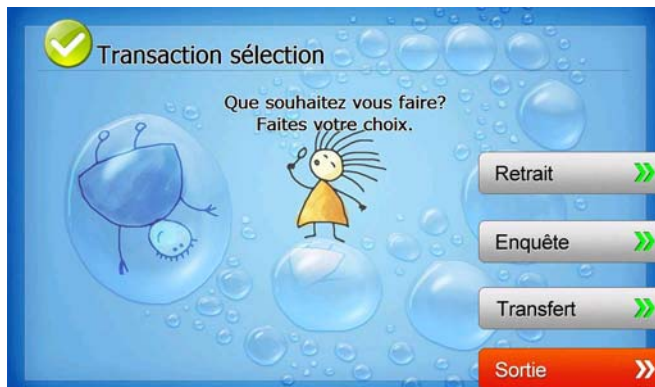 Transaction sélection
Que souhaitez vous faire?
Faites votre choix.
Retrait
Enquête
Transfert
Sortie